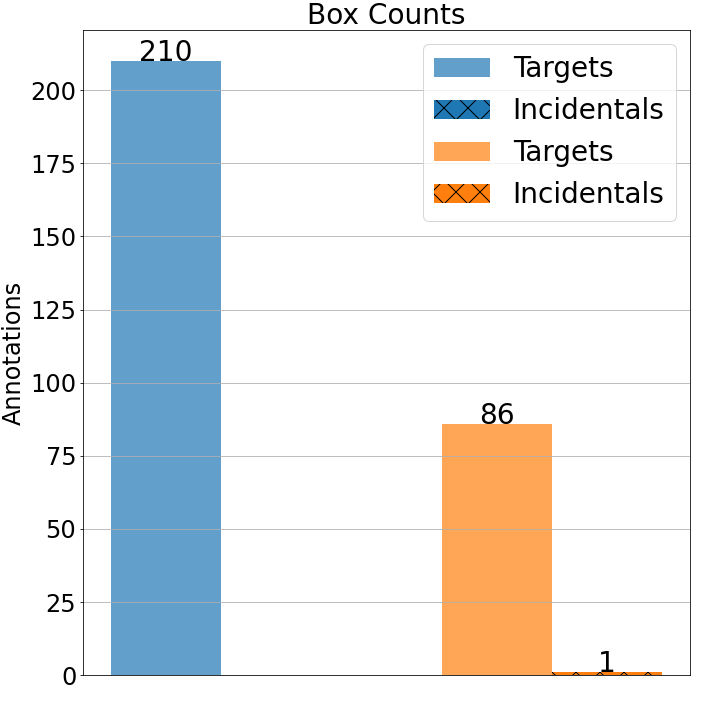 Box Counts
210
Targets
Incidentals
Targets
Incidentals
200
175
150
125
100
75
50
25
0
Annotations
86
1